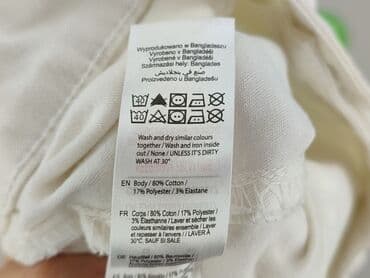 Wyprodukowano w Bangladeszu
Vyrobeno v Bangladéši
Vyrobené v Bangladéši
Származási hely: Banglades
صنع في بنجلاديش
Proizvedeno u Bangladešu
Wash and dry similar colours
together / Wash and iron inside
out / None / UNLESS IT'S DIRTY
WASH AT 30°
EN Body / 80% Cotton /
17% Polyester / 3% Elastane
FR Corps / 80% Coton / 17% Polyester /
3% Élasthanne / Laver et sécher les
couleurs similaires ensemble / Laver et
repasser à l'envers / LAVER À
30°C, SAUF SI SALE